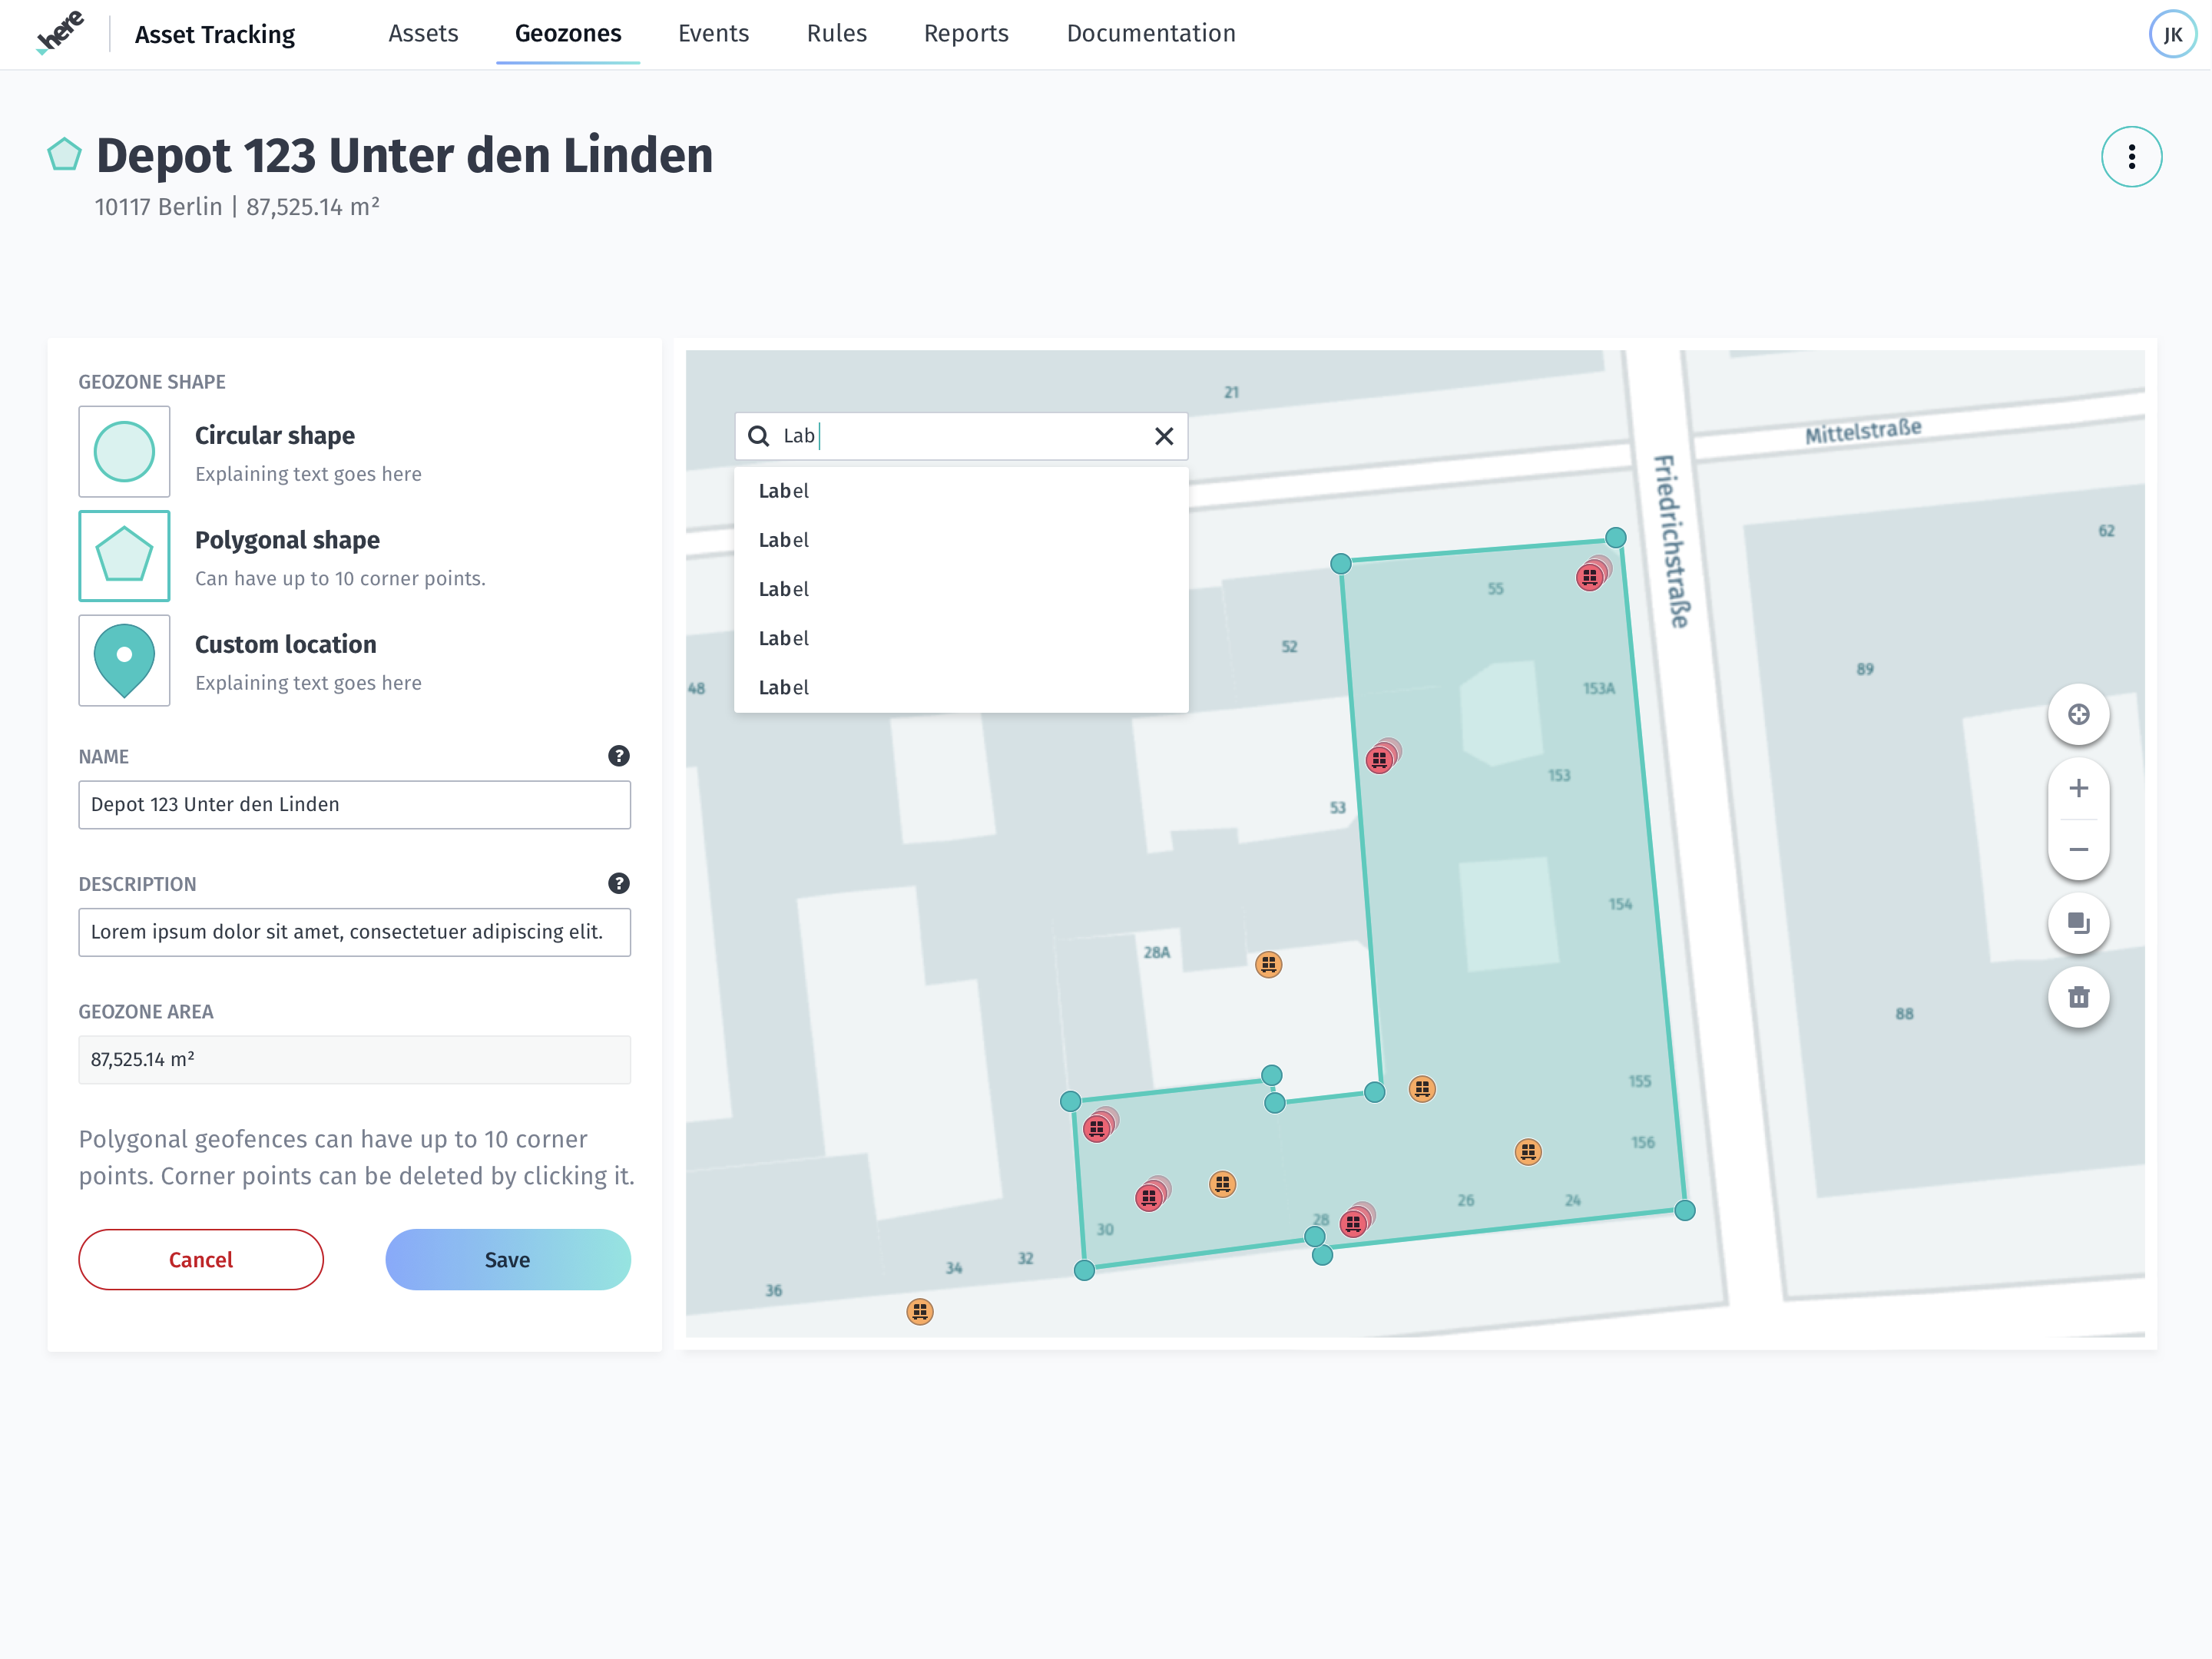 here
Asset Tracking
Assets
Geozones
Events
Rules
Reports
Documentation
JK
Depot 123 Unter den Linden
10117 Berlin | 87,525.14 m²
GEOZONE SHAPE
Circular shape
Explaining text goes here
Polygonal shape
Can have up to 10 corner points.
Custom location
Explaining text goes here
NAME
?
Depot 123 Unter den Linden
DESCRIPTION
?
Lorem ipsum dolor sit amet, consectetuer adipiscing elit.
GEOZONE AREA
87,525.14 m²
Polygonal geofences can have up to 10 corner
points. Corner points can be deleted by clicking it.
Cancel
Save
Lab
Label
Label
Label
Label
Label
21
Mittelstraße
Friedrichstraße
62
55
52
89
48
153A
153
53
154
28A
88
155
156
26
24
28
30
32
34
36